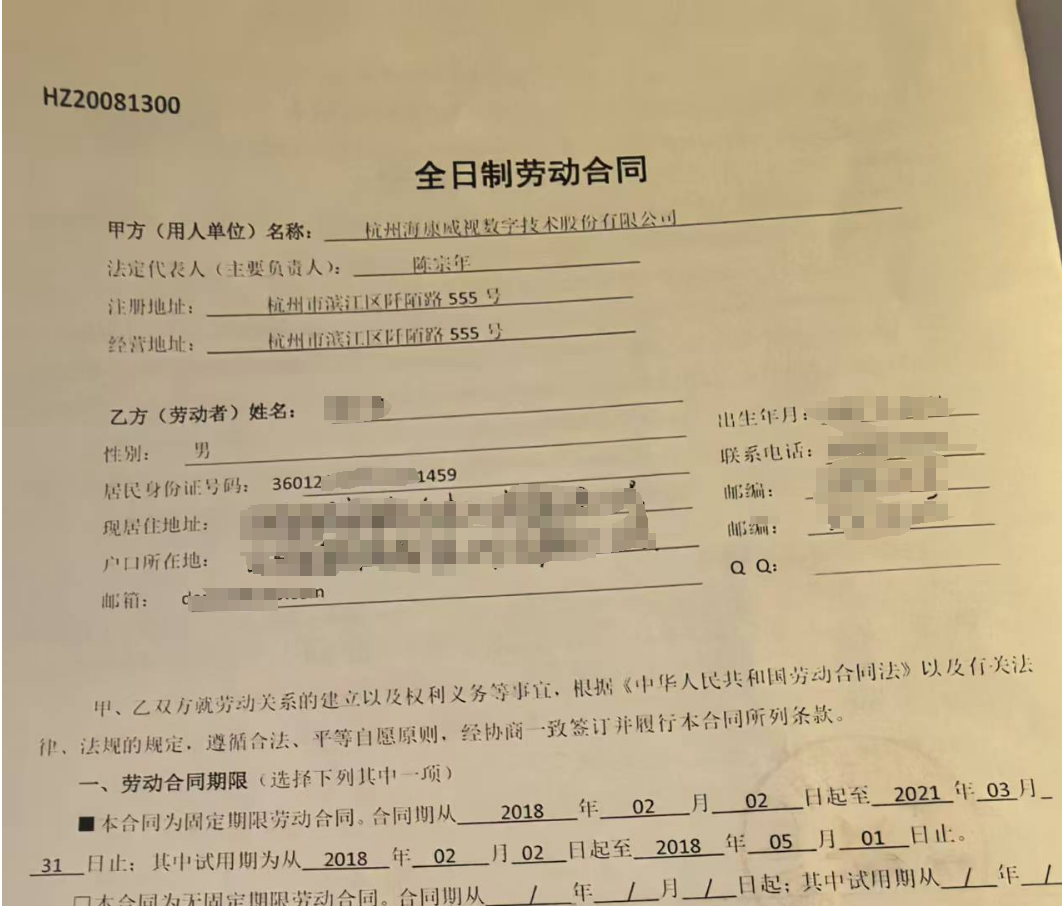 HZ20081300
全日制劳动合同
甲方（用人单位）名称： 杭州海康威视数字技术股份有限公司
法定代表人（主要负责人）： 陈宗年
注册地址： 杭州市滨江区阡陌路 555 号
经营地址： 杭州市滨江区阡陌路 555 号
乙方（劳动者）姓名： 出生年月：
性别： 男 联系电话：
居民身份证号码： 36012 1459 邮编：
现居住地址： 邮编：
户口所在地： Q Q：
邮箱：
甲、乙双方就劳动关系的建立以及权利义务等事宜，根据《中华人民共和国劳动合同法》以及有关法
律、法规的规定，遵循合法、平等自愿原则，经协商一致签订并履行本合同所列条款。
一、劳动合同期限（选择下列其中一项）
■本合同为固定期限劳动合同。合同期从 2018 年 02 月 02 日起至 2021 年 03 月
31 日止；其中试用期为从 2018 年 02 月 02 日起至 2018 年 05 月 01 日止。
□本合同为无固定期限劳动合同。合同期从 / 年 / 月 / 日起；其中试用期从 / 年 /